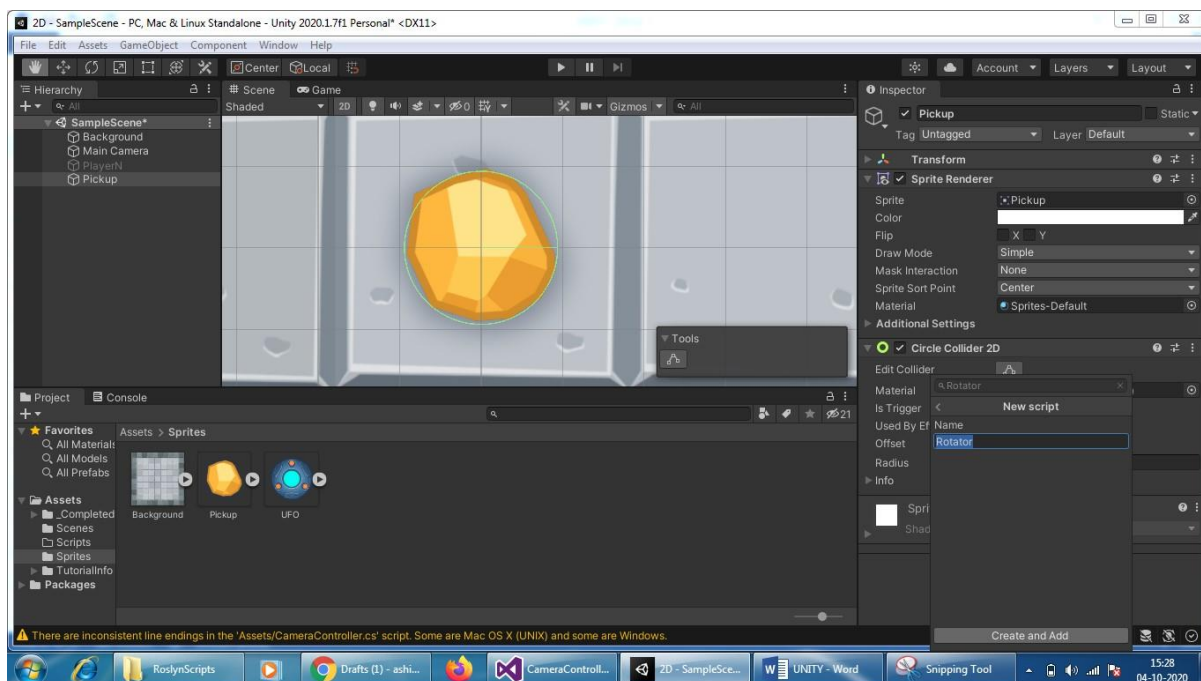 2D - SampleScene - PC, Mac & Linux Standalone - Unity 2020.1.7f1 Personal* <DX11>
File Edit Assets GameObject Component Window Help
Center Local Account Layers Layout
Hierarchy
All
SampleScene*
Background
Main Camera
PlayerN
Pickup
Scene Game
Shaded 2D 0 Gizmos All
Tools
Inspector
Pickup Static
Tag Untagged Layer Default
Transform
Sprite Renderer
Sprite Pickup
Color
Flip X Y
Draw Mode Simple
Mask Interaction None
Sprite Sort Point Center
Material Sprites-Default
Additional Settings
Circle Collider 2D
Edit Collider
Material
Is Trigger
Used By Ef
Offset
Radius
Info
Spri
Shad
Rotator
New script
Name
Rotator
Create and Add
Project Console
21
Favorites
All Materials
All Models
All Prefabs
Assets
_Completed
Scenes
Scripts
Sprites
TutorialInfo
Packages
Assets > Sprites
Background Pickup UFO
There are inconsistent line endings in the 'Assets/CameraController.cs' script. Some are Mac OS X (UNIX) and some are Windows.
RoslynScripts Drafts (1) - ashi... CameraControll... 2D - SampleSce... UNITY - Word Snipping Tool 15:28
04-10-2020